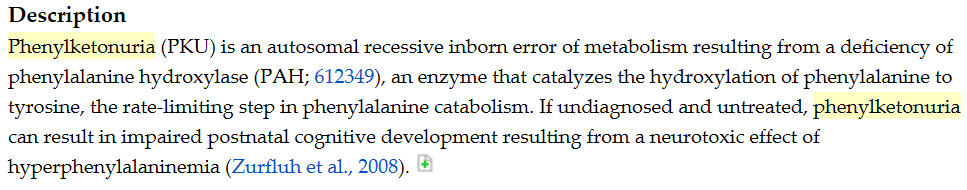 Description
Phenylketonuria (PKU) is an autosomal recessive inborn error of metabolism resulting from a deficiency of
phenylalanine hydroxylase (PAH; 612349), an enzyme that catalyzes the hydroxylation of phenylalanine to
tyrosine, the rate-limiting step in phenylalanine catabolism. If undiagnosed and untreated, phenylketonuria
can result in impaired postnatal cognitive development resulting from a neurotoxic effect of
hyperphenylalaninemia (Zurfluh et al., 2008).